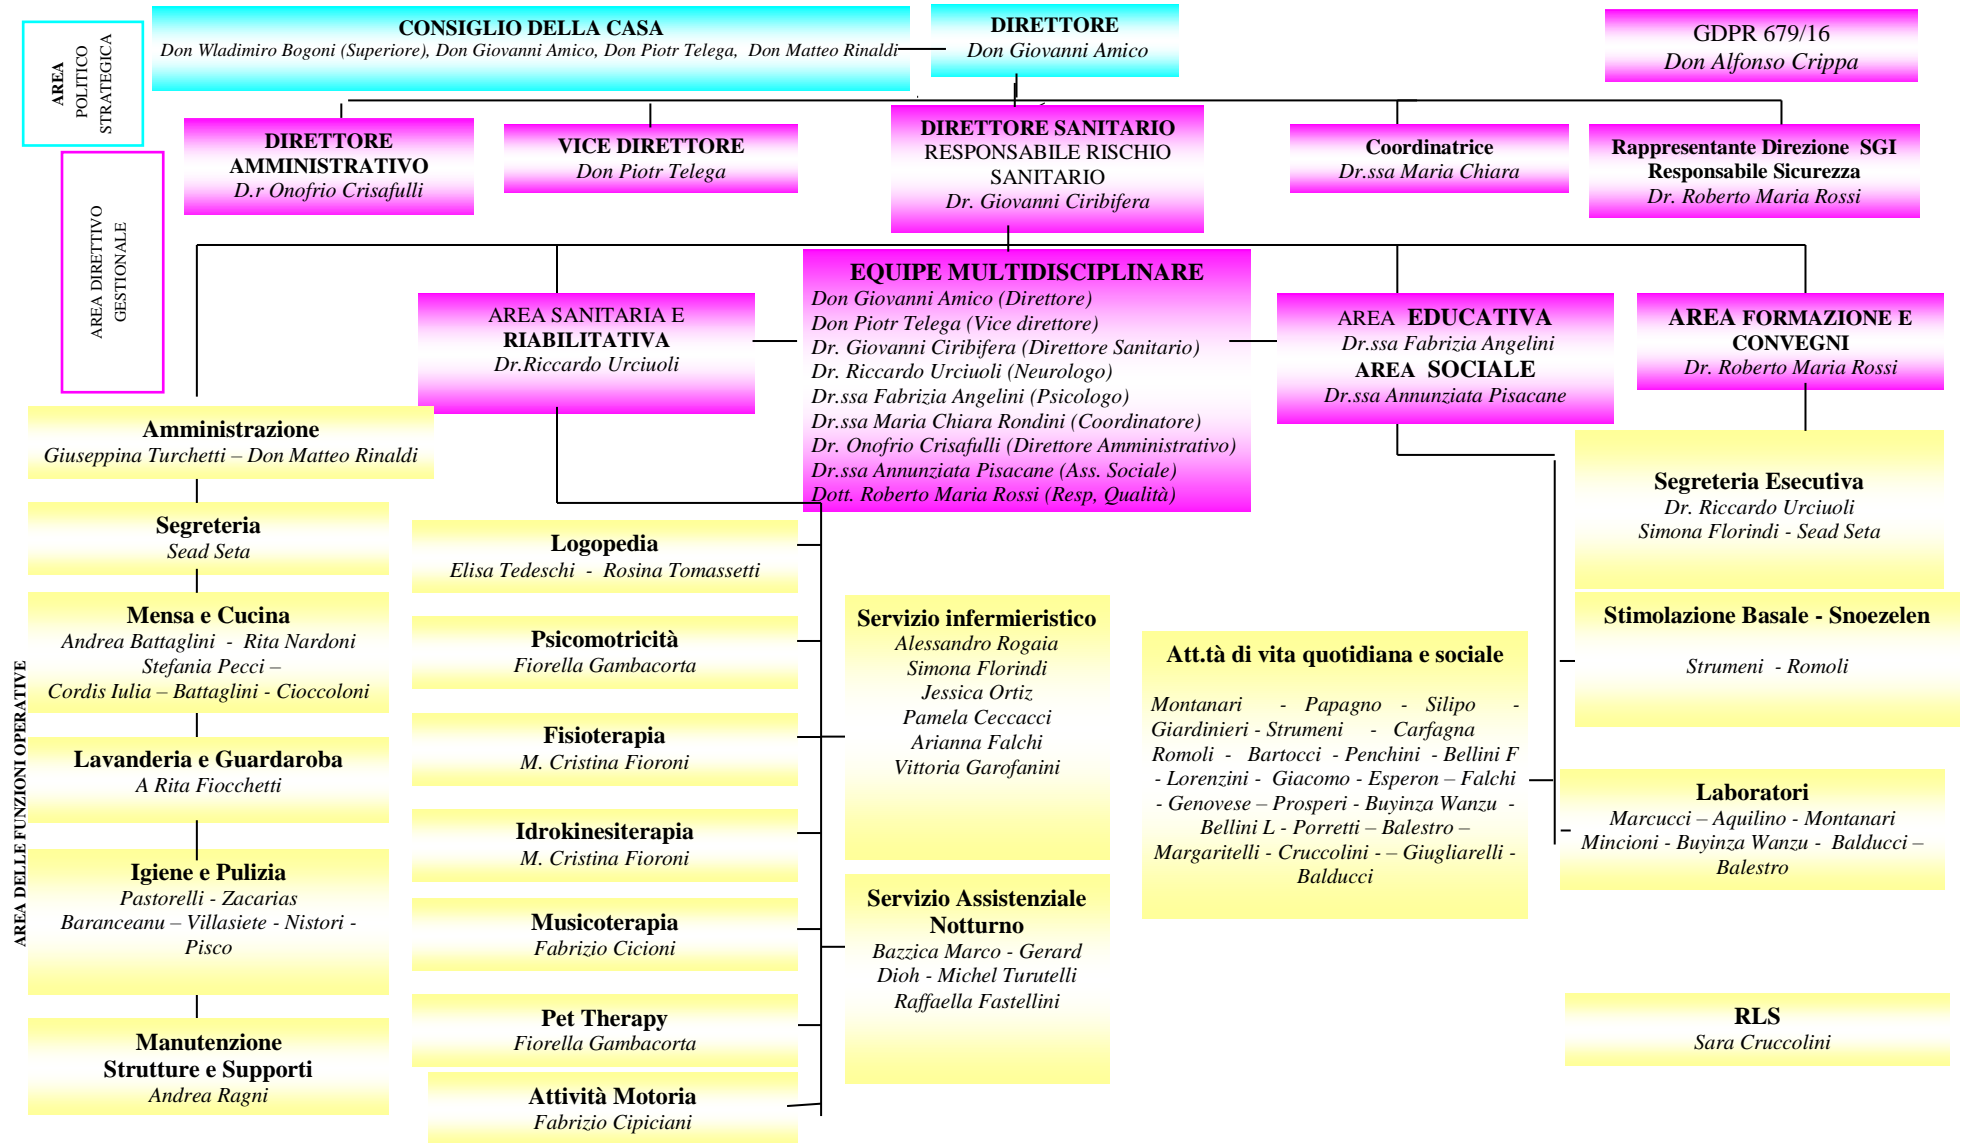 AREA
POLITICO
STRATEGICA
CONSIGLIO DELLA CASA
Don Wladimiro Bogoni (Superiore), Don Giovanni Amico, Don Piotr Telega, Don Matteo Rinaldi
DIRETTORE
Don Giovanni Amico
GDPR 679/16
Don Alfonso Crippa
AREA DIRETTIVO
GESTIONALE
DIRETTORE
AMMINISTRATIVO
D.r Onofrio Crisafulli
VICE DIRETTORE
Don Piotr Telega
DIRETTORE SANITARIO
RESPONSABILE RISCHIO
SANITARIO
Dr. Giovanni Ciribifera
Coordinatrice
Dr.ssa Maria Chiara
Rappresentante Direzione SGI
Responsabile Sicurezza
Dr. Roberto Maria Rossi
AREA SANITARIA E
RIABILITATIVA
Dr.Riccardo Urciuoli
EQUIPE MULTIDISCIPLINARE
Don Giovanni Amico (Direttore)
Don Piotr Telega (Vice direttore)
Dr. Giovanni Ciribifera (Direttore Sanitario)
Dr. Riccardo Urciuoli (Neurologo)
Dr.ssa Fabrizia Angelini (Psicologo)
Dr.ssa Maria Chiara Rondini (Coordinatore)
Dr. Onofrio Crisafulli (Direttore Amministrativo)
Dr.ssa Annunziata Pisacane (Ass. Sociale)
Dott. Roberto Maria Rossi (Resp, Qualità)
AREA EDUCATIVA
Dr.ssa Fabrizia Angelini
AREA SOCIALE
Dr.ssa Annunziata Pisacane
AREA FORMAZIONE E
CONVEGNI
Dr. Roberto Maria Rossi
AREA DELLE FUNZIONI OPERATIVE
Amministrazione
Giuseppina Turchetti – Don Matteo Rinaldi
Segreteria
Sead Seta
Mensa e Cucina
Andrea Battaglini - Rita Nardoni
Stefania Pecci –
Cordis Iulia – Battaglini - Cioccoloni
Lavanderia e Guardaroba
A Rita Fiocchetti
Igiene e Pulizia
Pastorelli - Zacarias
Baranceanu – Villasiete - Nistori -
Pisco
Manutenzione
Strutture e Supporti
Andrea Ragni
Logopedia
Elisa Tedeschi - Rosina Tomassetti
Psicomotricità
Fiorella Gambacorta
Fisioterapia
M. Cristina Fioroni
Idrokinesiterapia
M. Cristina Fioroni
Musicoterapia
Fabrizio Cicioni
Pet Therapy
Fiorella Gambacorta
Attività Motoria
Fabrizio Cipiciani
Servizio infermieristico
Alessandro Rogaia
Simona Florindi
Jessica Ortiz
Pamela Ceccacci
Arianna Falchi
Vittoria Garofanini
Servizio Assistenziale
Notturno
Bazzica Marco - Gerard
Dioh - Michel Turutelli
Raffaella Fastellini
Att.tà di vita quotidiana e sociale
Montanari - Papagno - Silipo -
Giardinieri - Strumeni - Carfagna
Romoli - Bartocci - Penchini - Bellini F
- Lorenzini - Giacomo - Esperon – Falchi
- Genovese – Prosperi - Buyinza Wanzu -
Bellini L - Porretti – Balestro –
Margaritelli - Cruccolini - – Giugliarelli -
Balducci
Segreteria Esecutiva
Dr. Riccardo Urciuoli
Simona Florindi - Sead Seta
Stimolazione Basale - Snoezelen
Strumeni - Romoli
Laboratori
Marcucci – Aquilino - Montanari
Mincioni - Buyinza Wanzu - Balducci –
Balestro
RLS
Sara Cruccolini